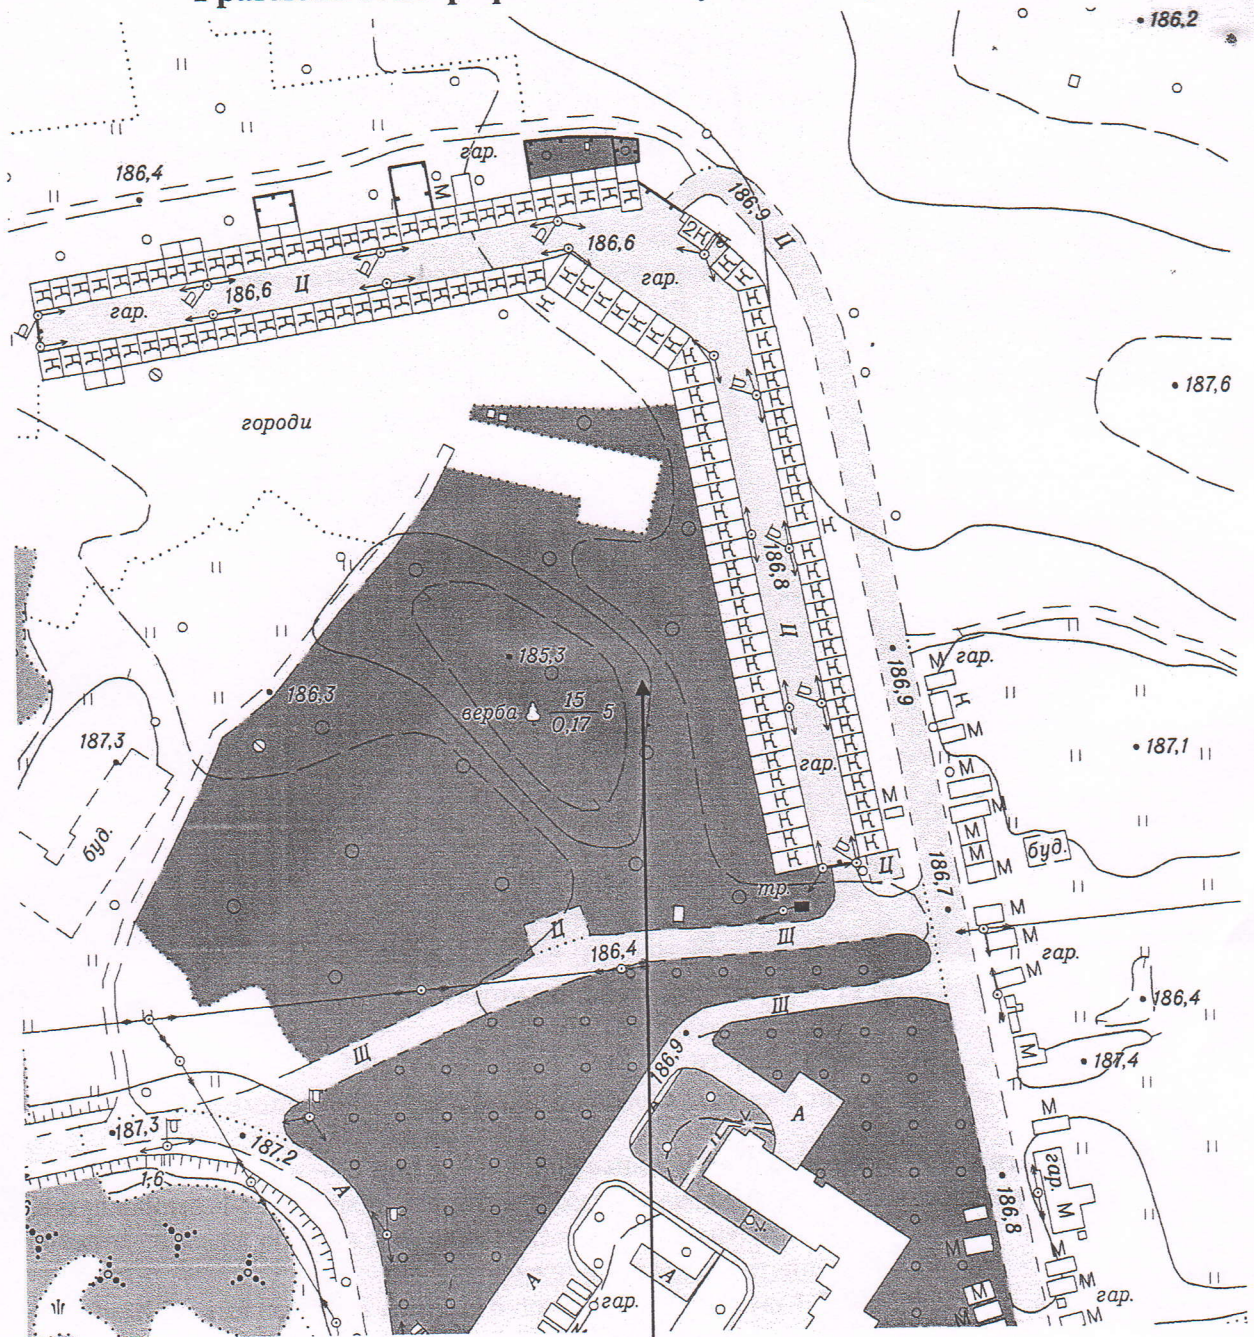 186,2
186,4
гар.
М
186,9
Ц
2Н
186,6
гар.
186,6
Ц
гар.
Н
187,6
городи
186,8
Н
Ц
М
гар.
186,9
Н
М
185,3
186,3
верба
15
0,17
5
187,3
187,1
буд.
гар.
М
М
М
М
М
М
буд.
Ц
186,7
тр.
Ц
М
М
Щ
186,4
гар.
М
186,4
Щ
Щ
186,9
М
187,4
А
М
187,3
187,2
1,6
А
гар.
М
186,8
М
А
А
гар.
М
М
М
гар.
М